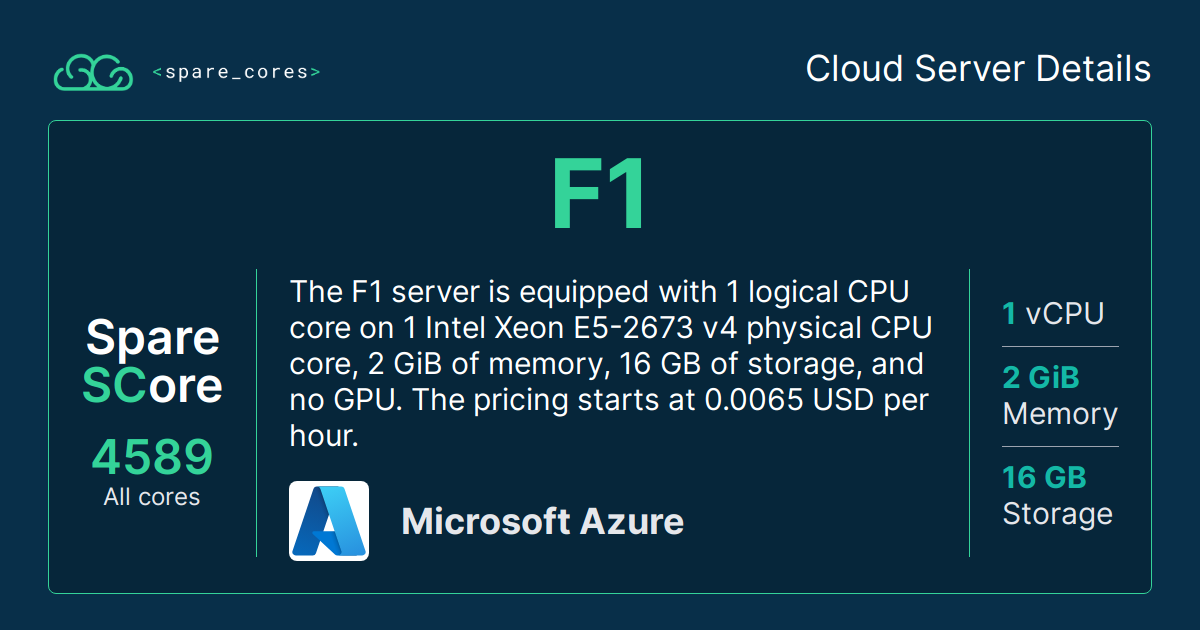 <spare_cores>
Cloud Server Details
F1
Spare
SCore
4589
All cores
The F1 server is equipped with 1 logical CPU
core on 1 Intel Xeon E5-2673 v4 physical CPU
core, 2 GiB of memory, 16 GB of storage, and
no GPU. The pricing starts at 0.0065 USD per
hour.
Microsoft Azure
1 vCPU
2 GiB
Memory
16 GB
Storage